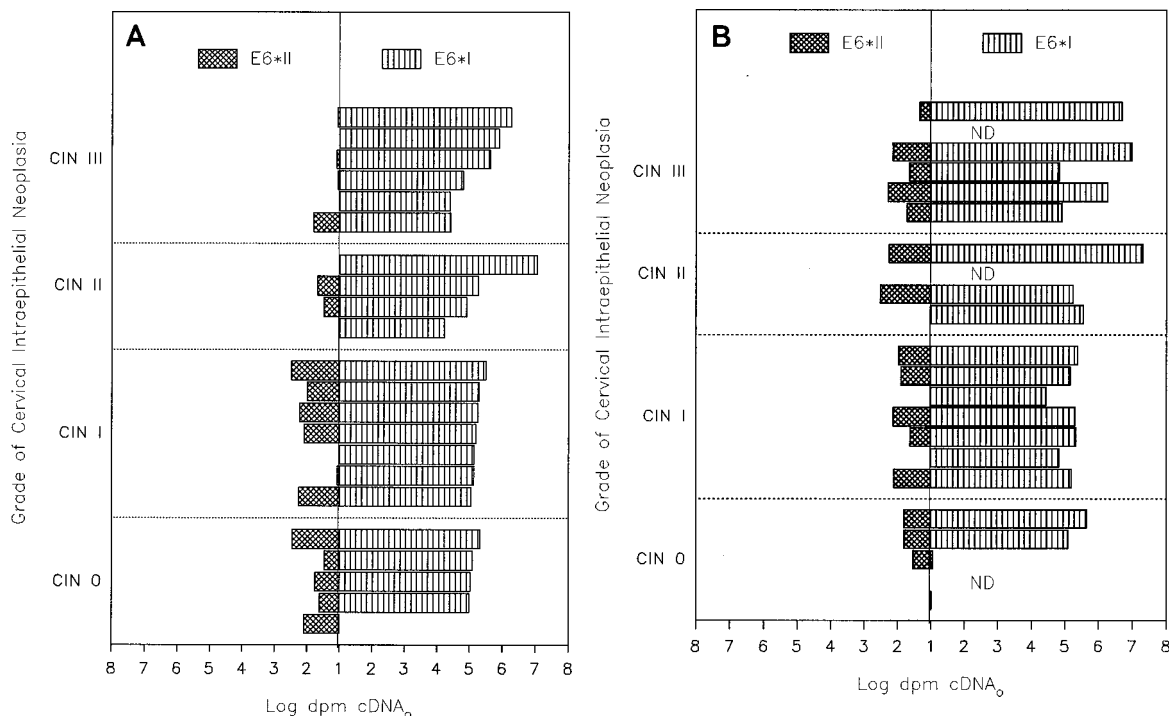 A
E6*II
E6*I
Grade of Cervical Intraepithelial Neoplasia
CIN III
CIN II
CIN I
CIN 0
8 7 6 5 4 3 2 1 2 3 4 5 6 7 8
Log dpm cDNAo
B
E6*II
E6*I
Grade of Cervical Intraepithelial Neoplasia
ND
CIN III
CIN II
ND
CIN I
CIN 0
ND
8 7 6 5 4 3 2 1 2 3 4 5 6 7 8
Log dpm cDNAo